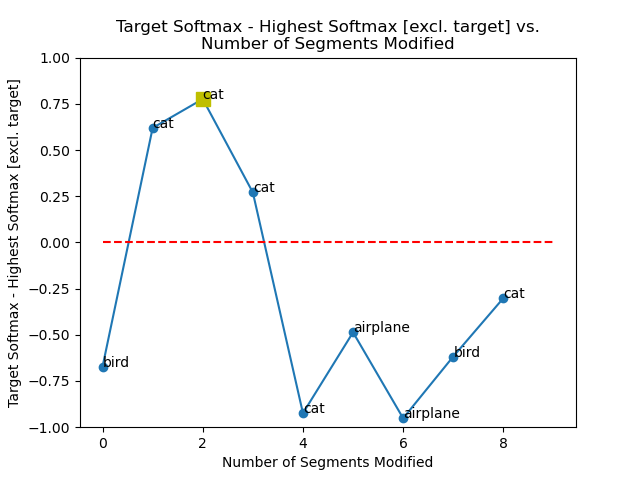 Target Softmax - Highest Softmax [excl. target] vs.
Number of Segments Modified
Target Softmax - Highest Softmax [excl. target]
1.00
0.75
0.50
0.25
0.00
−0.25
−0.50
−0.75
−1.00
bird
cat
cat
cat
cat
airplane
airplane
bird
cat
0 2 4 6 8
Number of Segments Modified